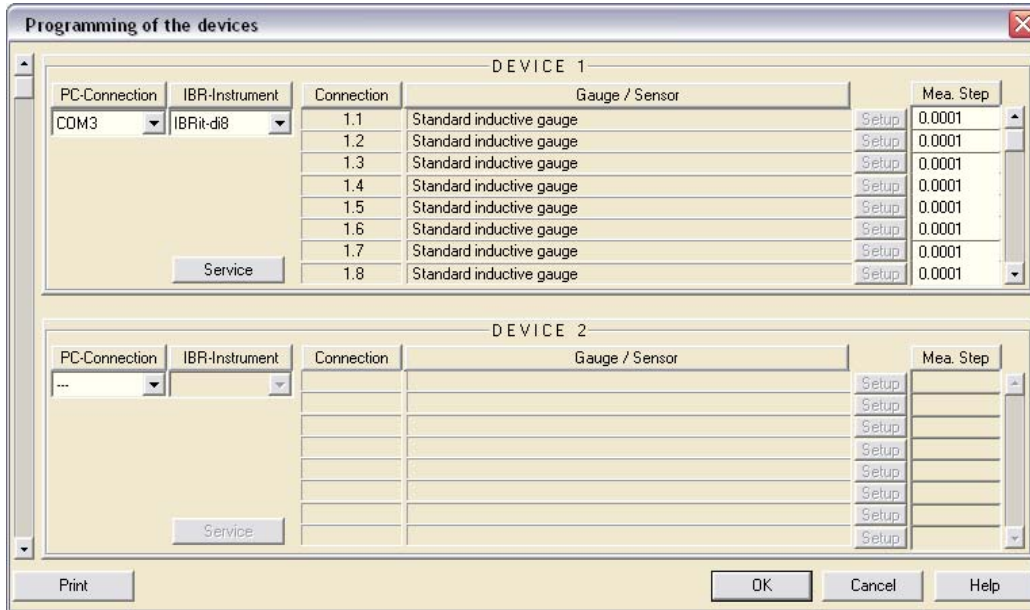 Programming of the devices
DEVICE 1
PC-Connection IBR-Instrument Connection Gauge / Sensor Mea. Step
COM3 IBRit-di8 1.1 Standard inductive gauge Setup 0.0001
1.2 Standard inductive gauge Setup 0.0001
1.3 Standard inductive gauge Setup 0.0001
1.4 Standard inductive gauge Setup 0.0001
1.5 Standard inductive gauge Setup 0.0001
1.6 Standard inductive gauge Setup 0.0001
1.7 Standard inductive gauge Setup 0.0001
Service 1.8 Standard inductive gauge Setup 0.0001
DEVICE 2
PC-Connection IBR-Instrument Connection Gauge / Sensor Mea. Step
--- Setup
Setup
Setup
Setup
Setup
Setup
Service Setup
Setup
Print OK Cancel Help